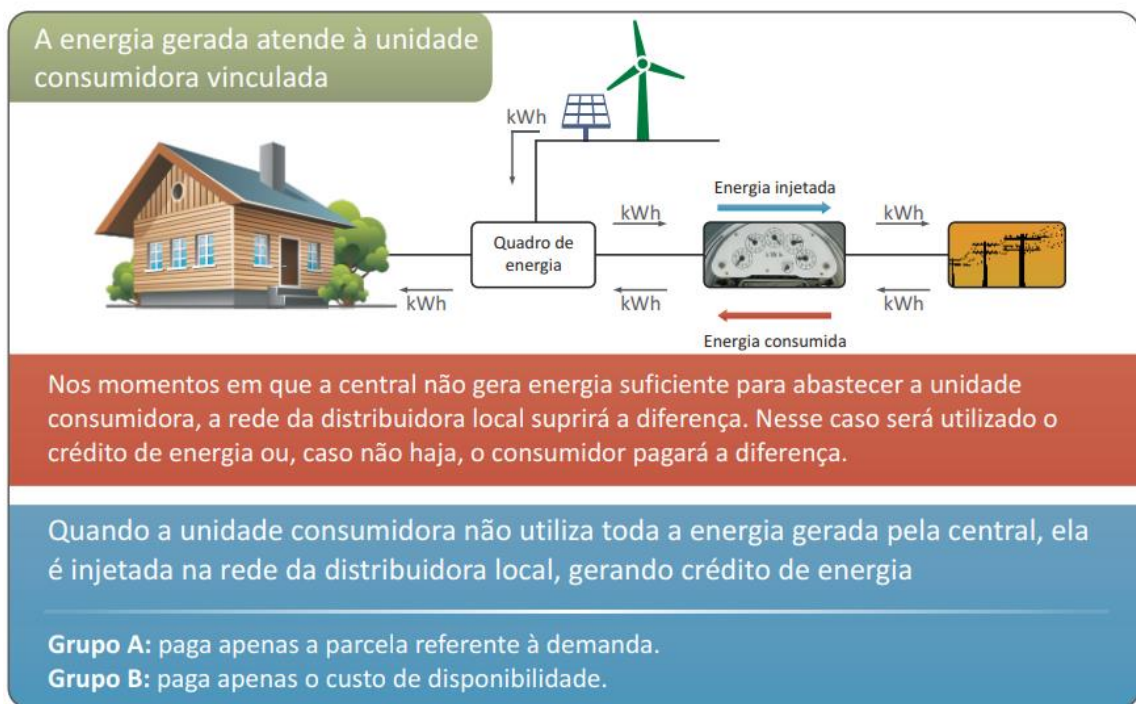 A energia gerada atende à unidade
consumidora vinculada
kWh
Energia injetada
kWh
kWh
Quadro de
energia
kWh
kWh
kWh
Energia consumida
Nos momentos em que a central não gera energia suficiente para abastecer a unidade
consumidora, a rede da distribuidora local suprirá a diferença. Nesse caso será utilizado o
crédito de energia ou, caso não haja, o consumidor pagará a diferença.
Quando a unidade consumidora não utiliza toda a energia gerada pela central, ela
é injetada na rede da distribuidora local, gerando crédito de energia
Grupo A: paga apenas a parcela referente à demanda.
Grupo B: paga apenas o custo de disponibilidade.